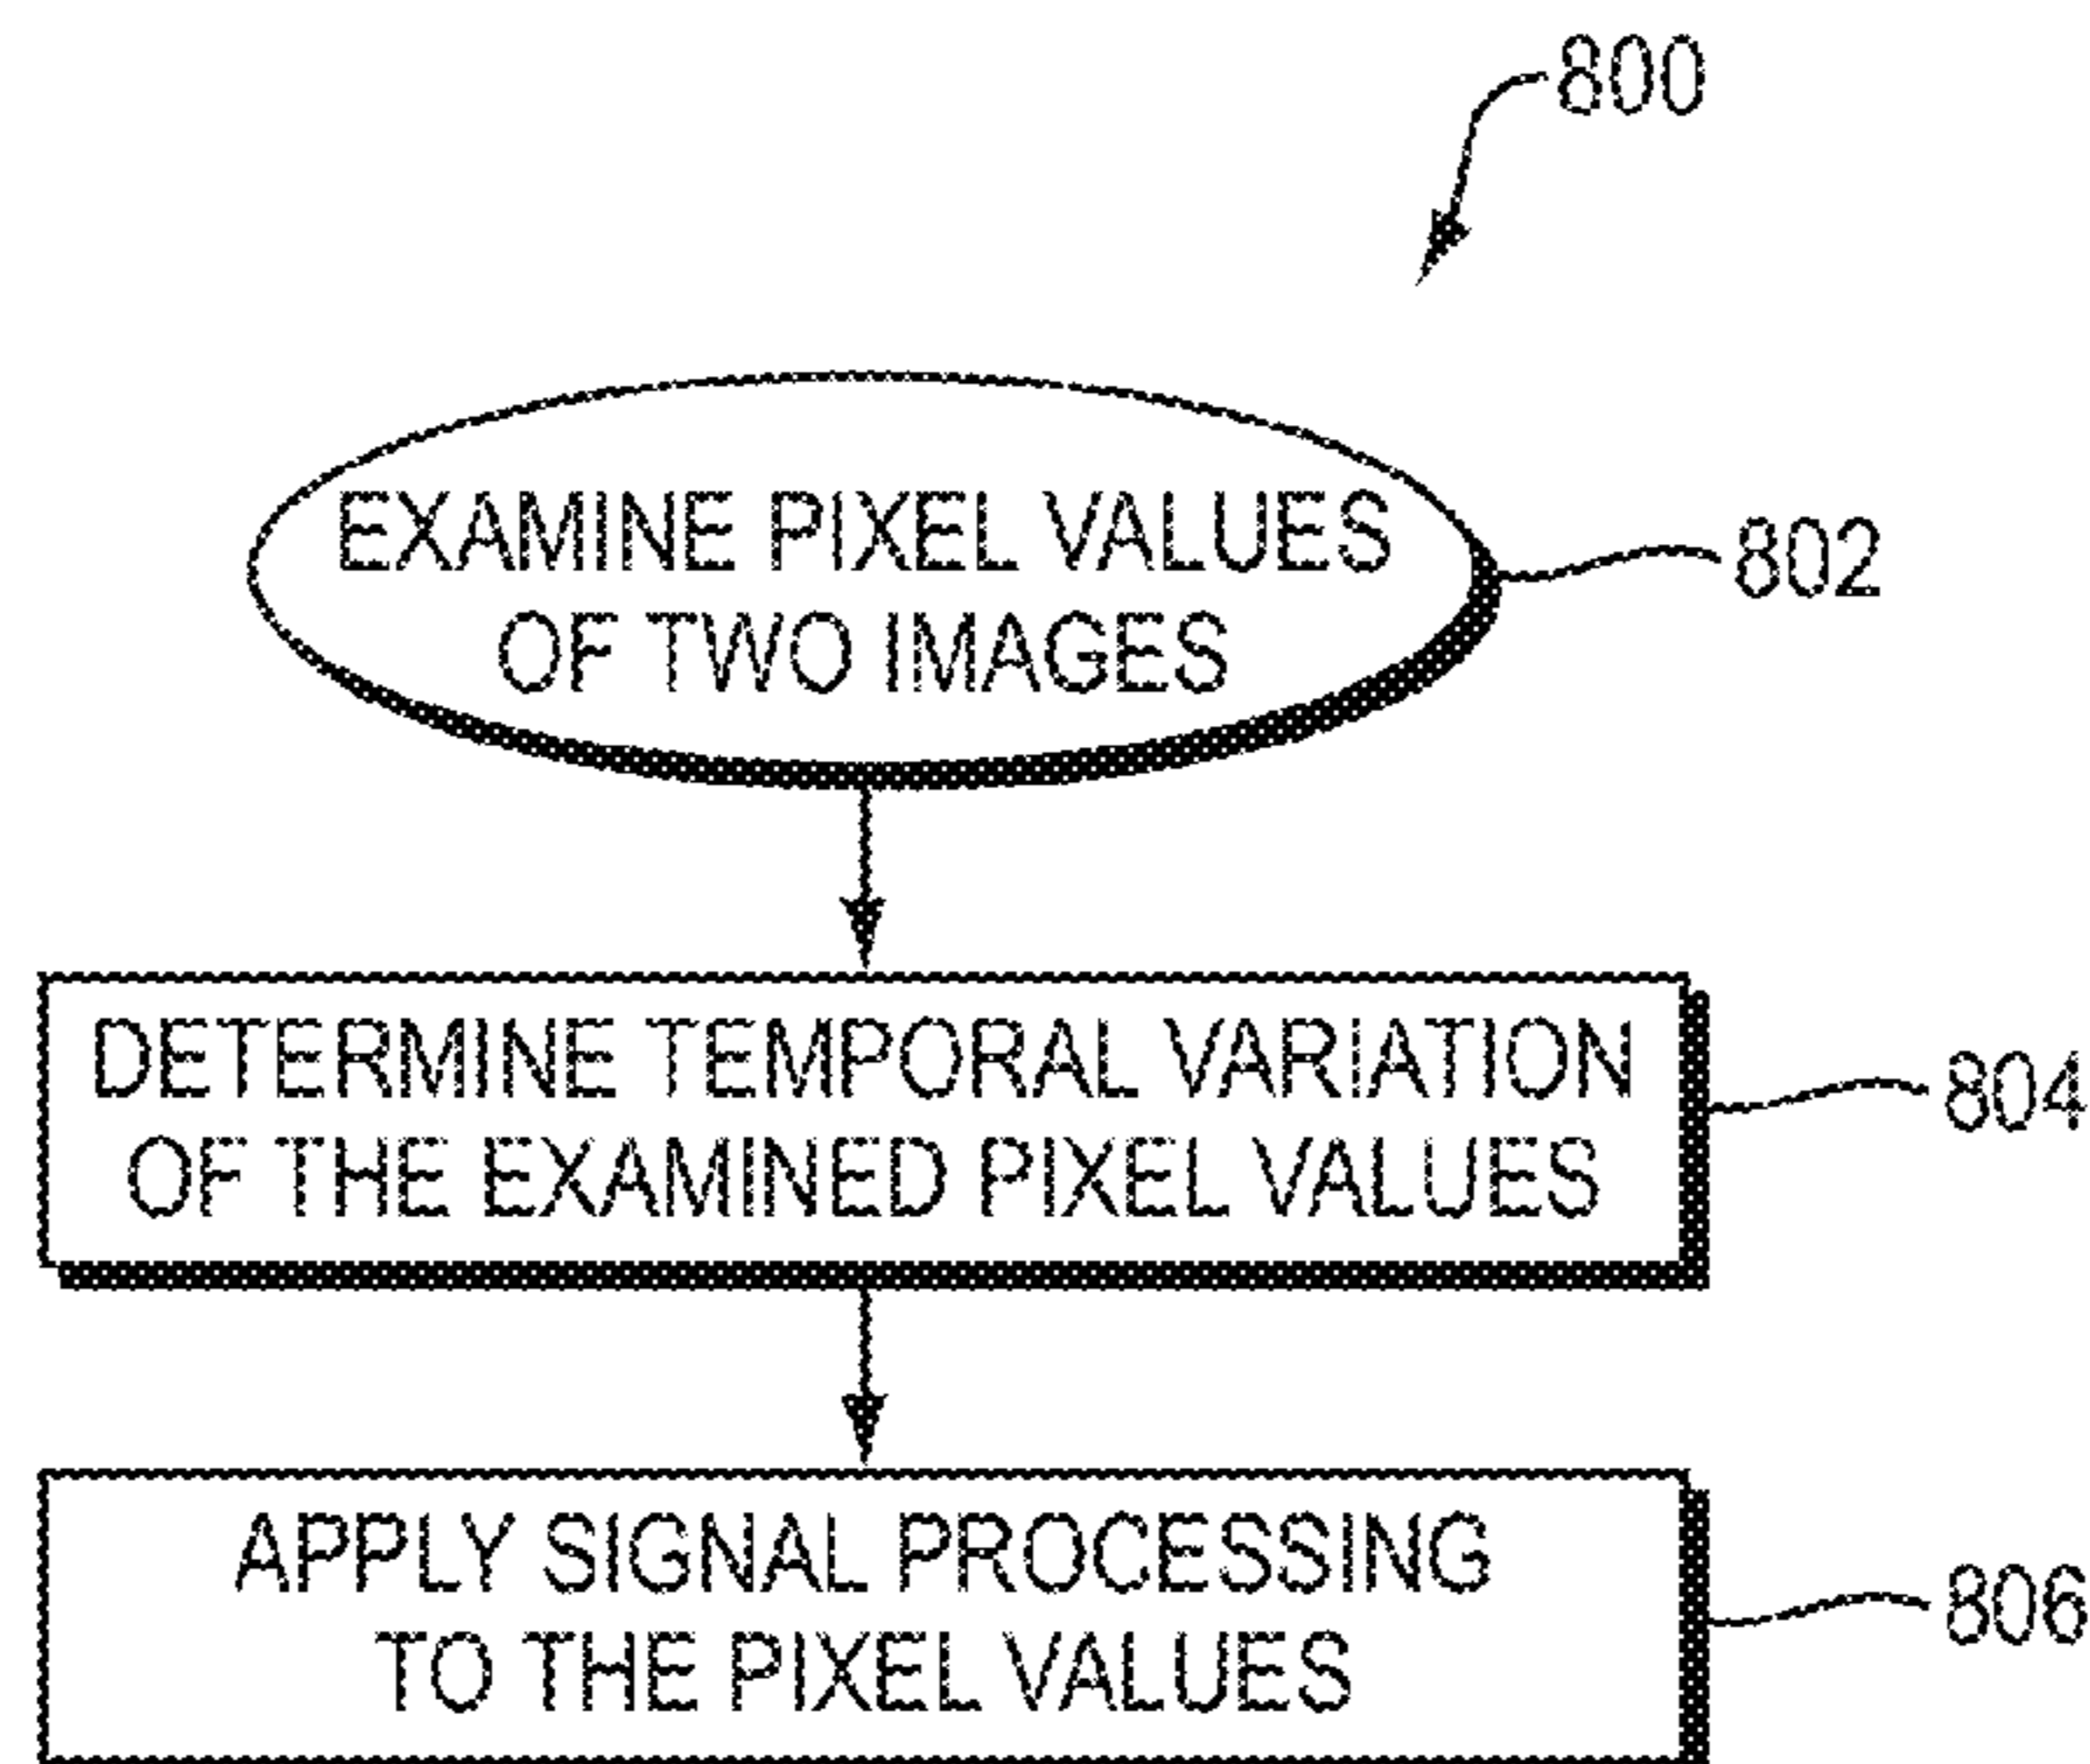 800
EXAMINE PIXEL VALUES
OF TWO IMAGES
802
DETERMINE TEMPORAL VARIATION
OF THE EXAMINED PIXEL VALUES
804
APPLY SIGNAL PROCESSING
TO THE PIXEL VALUES
806